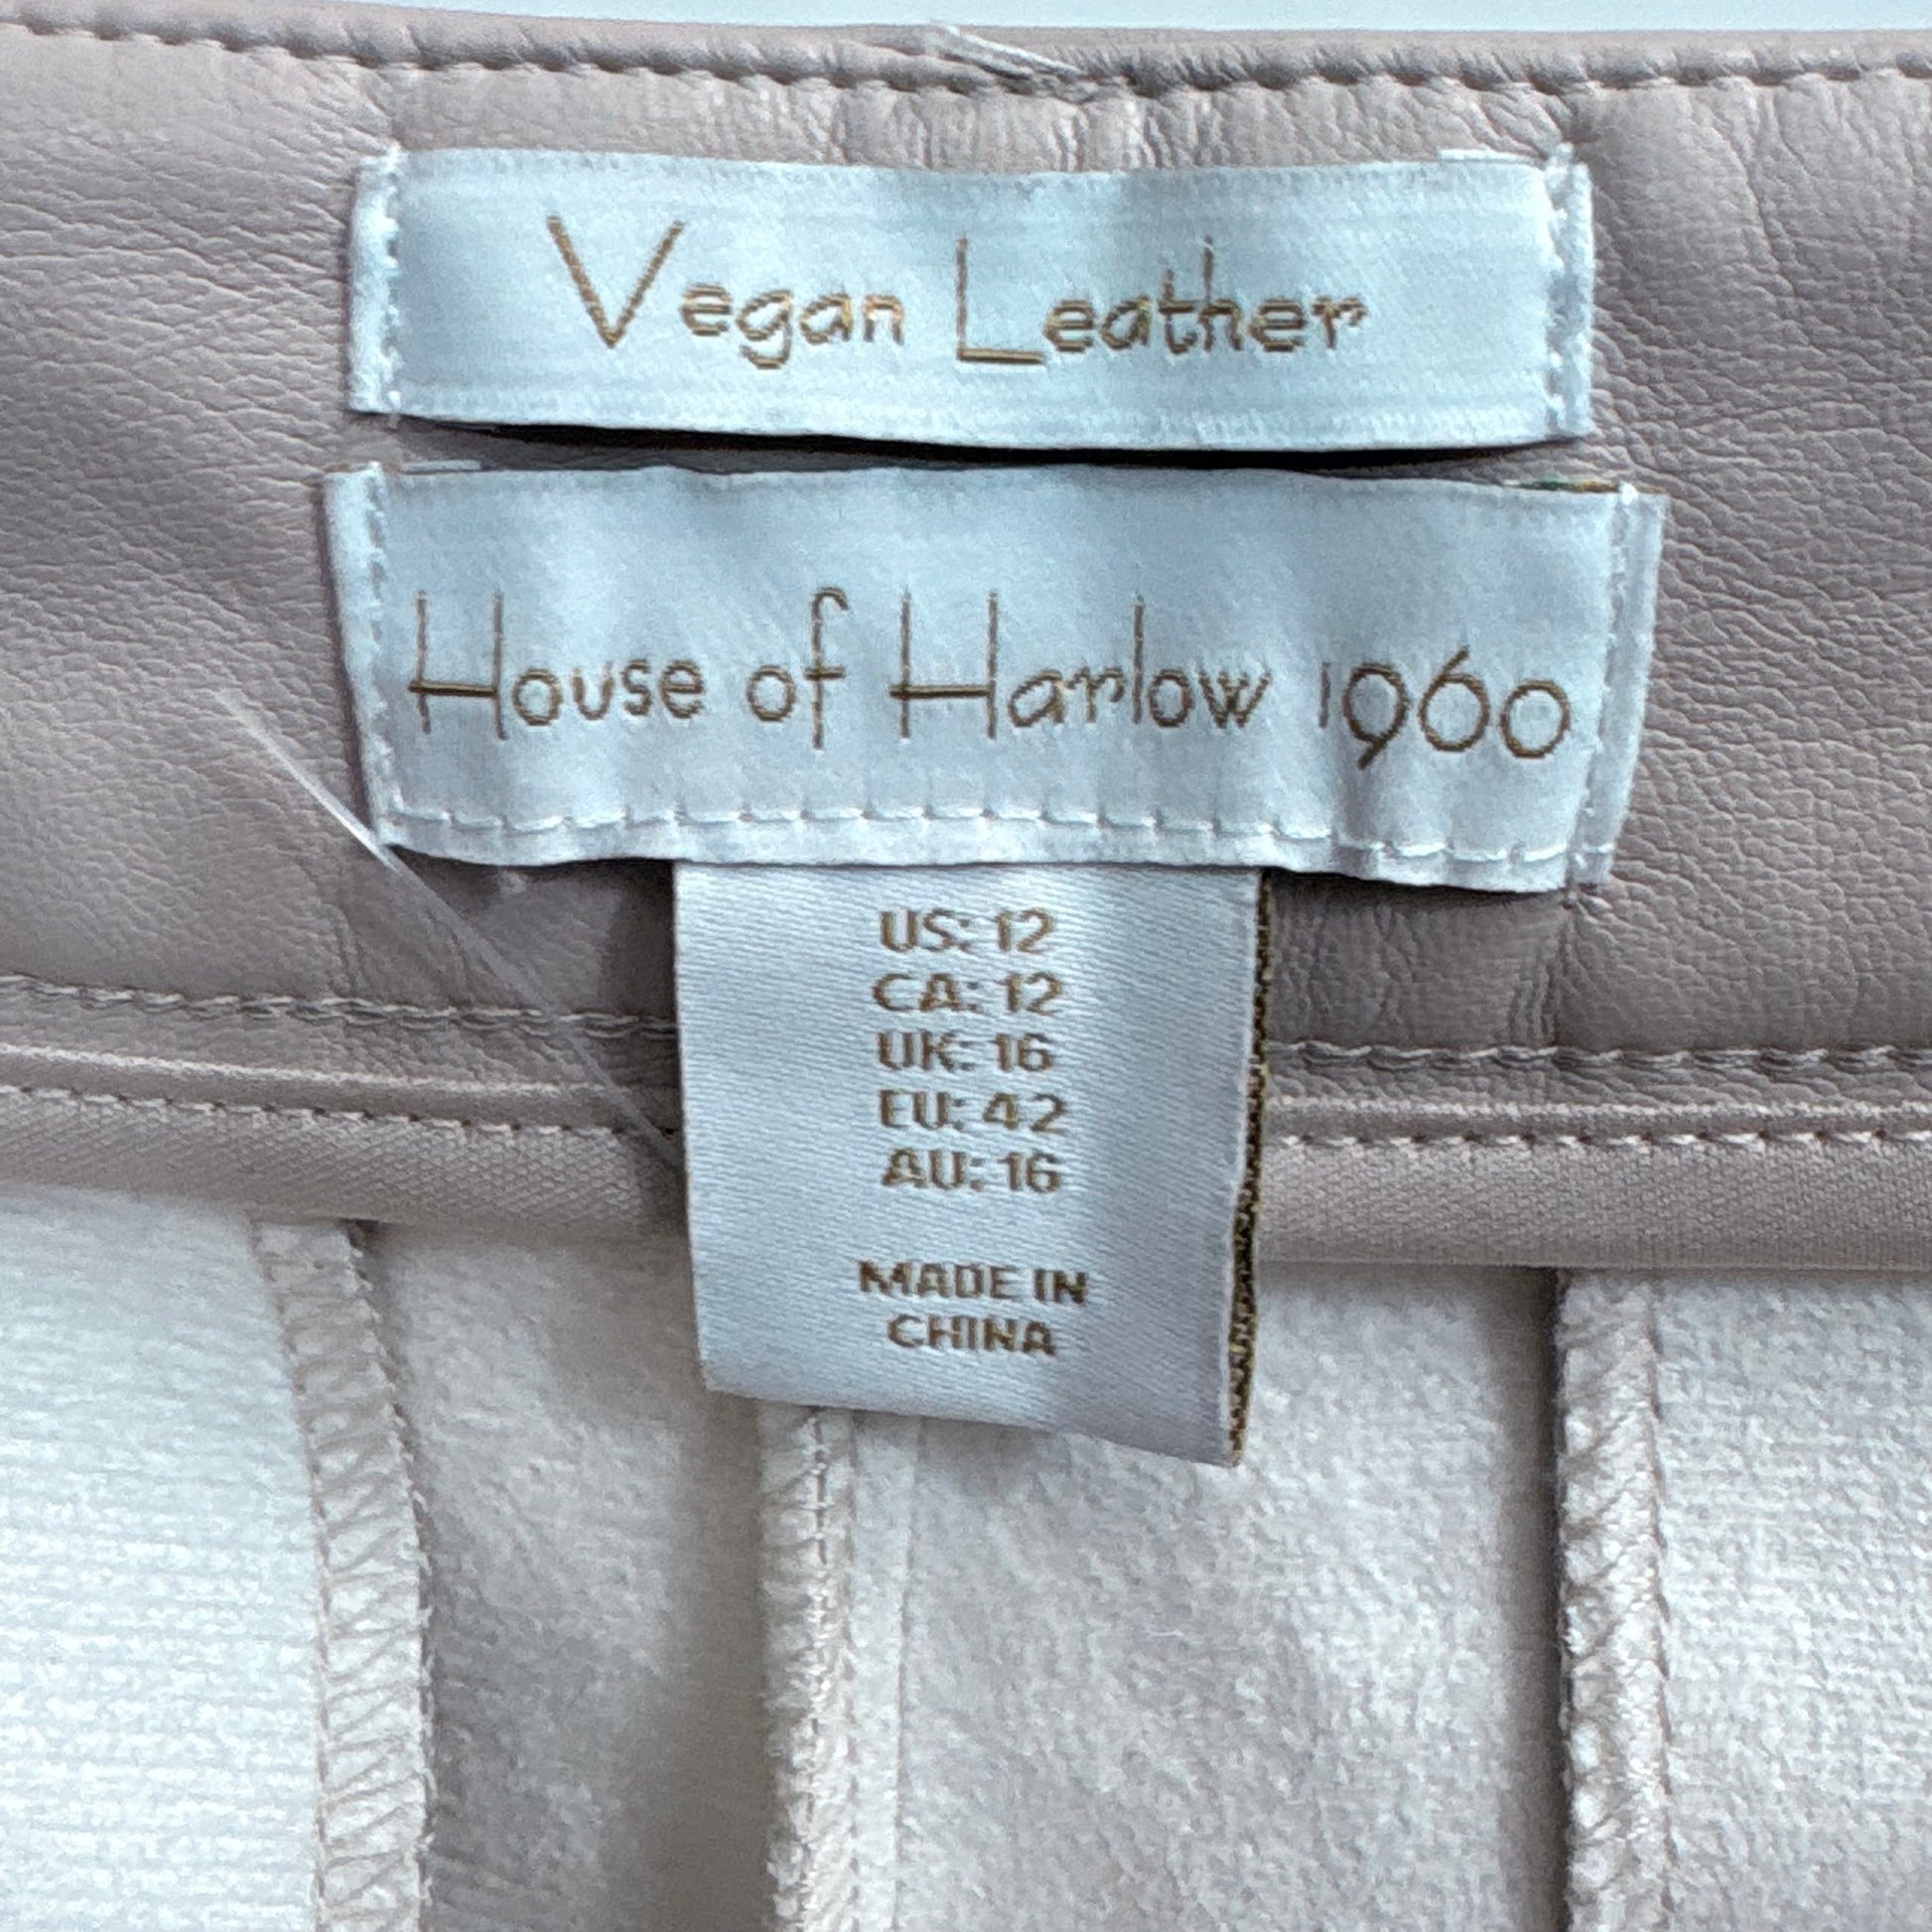 Vegan Leather
House of Harlow 1960
US: 12
CA: 12
UK: 16
EU: 42
AU: 16
MADE IN
CHINA